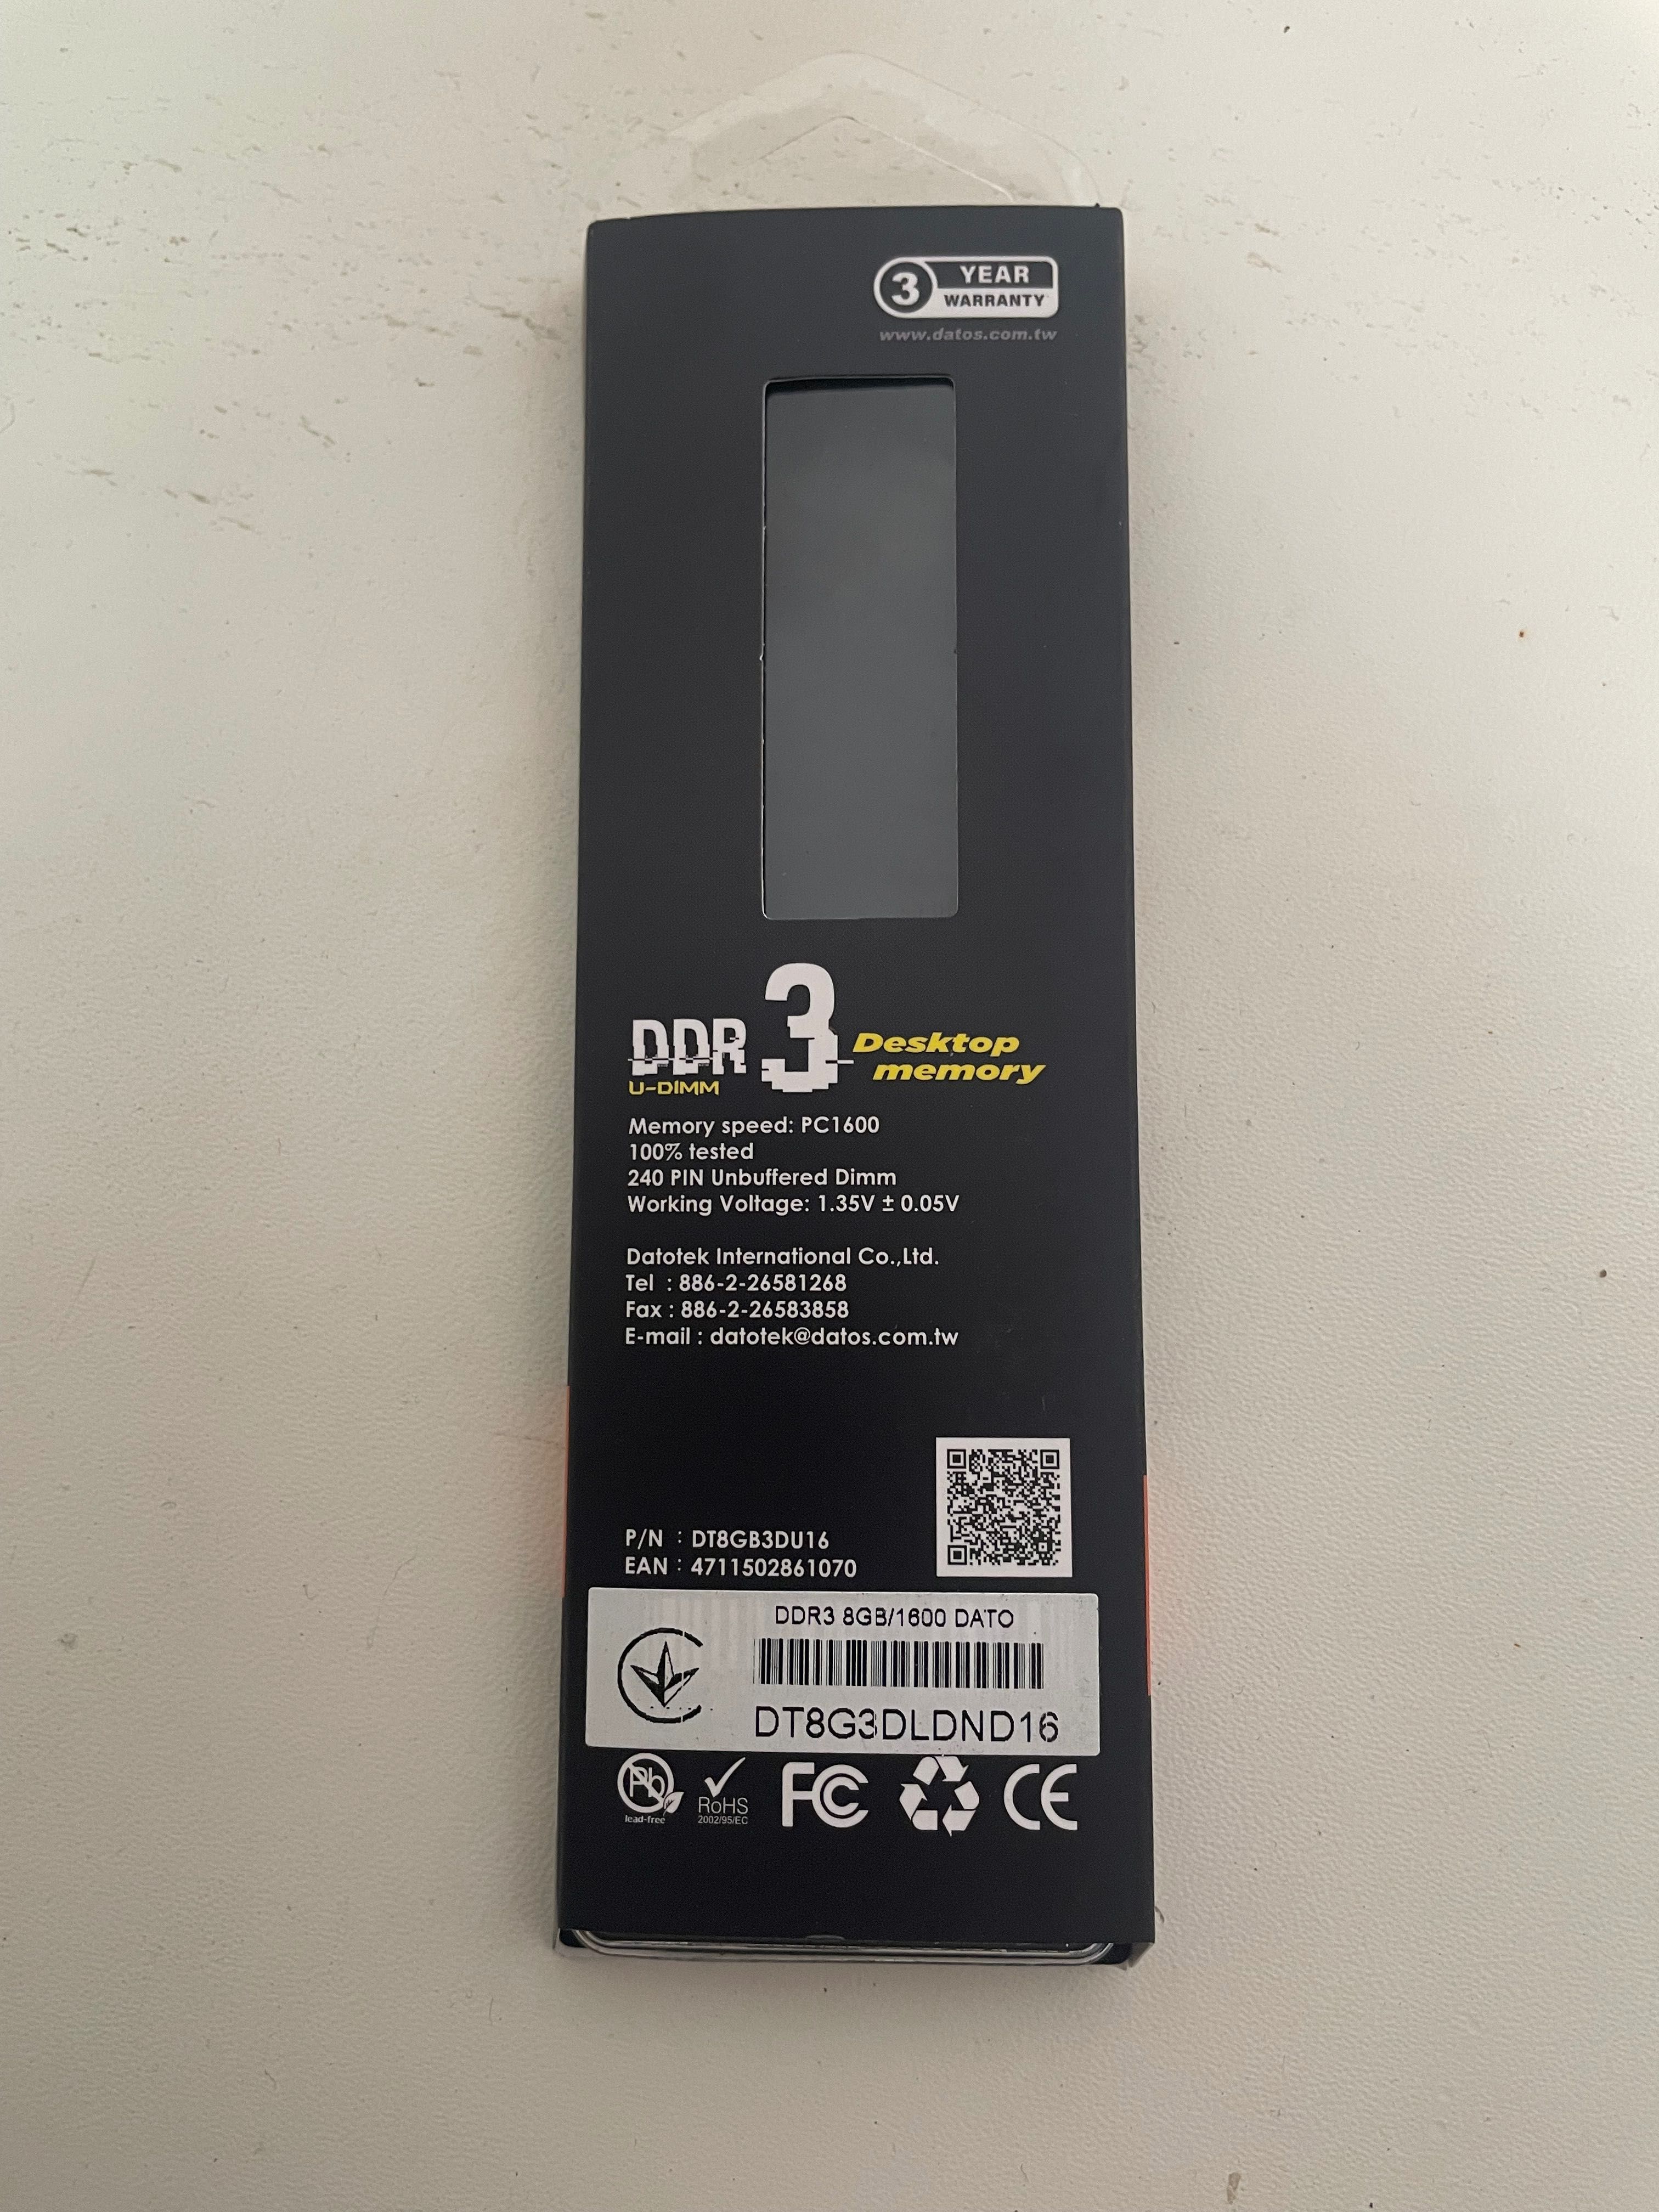 3 YEAR
WARRANTY
www.datos.com.tw
DDR3 Desktop
memory
U-DIMM
Memory speed: PC1600
100% tested
240 PIN Unbuffered Dimm
Working Voltage: 1.35V ± 0.05V
Datotek International Co.,Ltd.
Tel : 886-2-26581268
Fax : 886-2-26583858
E-mail : datotek@datos.com.tw
P/N : DT8GB3DU16
EAN : 4711502861070
DDR3 8GB/1600 DATO
DT8G3DLDND16
Pb
lead-free
RoHS
2002/95/EC
FC
CE